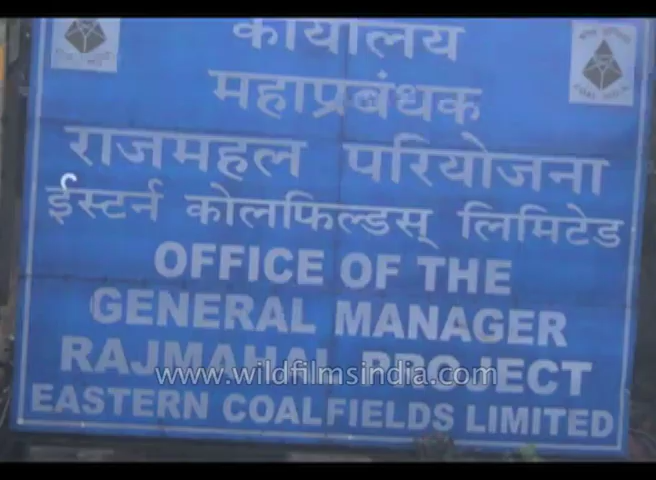 कार्यालय
महाप्रबंधक
राजमहल परियोजना
ईस्टर्न कोलफिल्डस् लिमिटेड
OFFICE OF THE
GENERAL MANAGER
RAJMAHAL PROJECT
www.wildfilmsindia.com
EASTERN COALFIELDS LIMITED